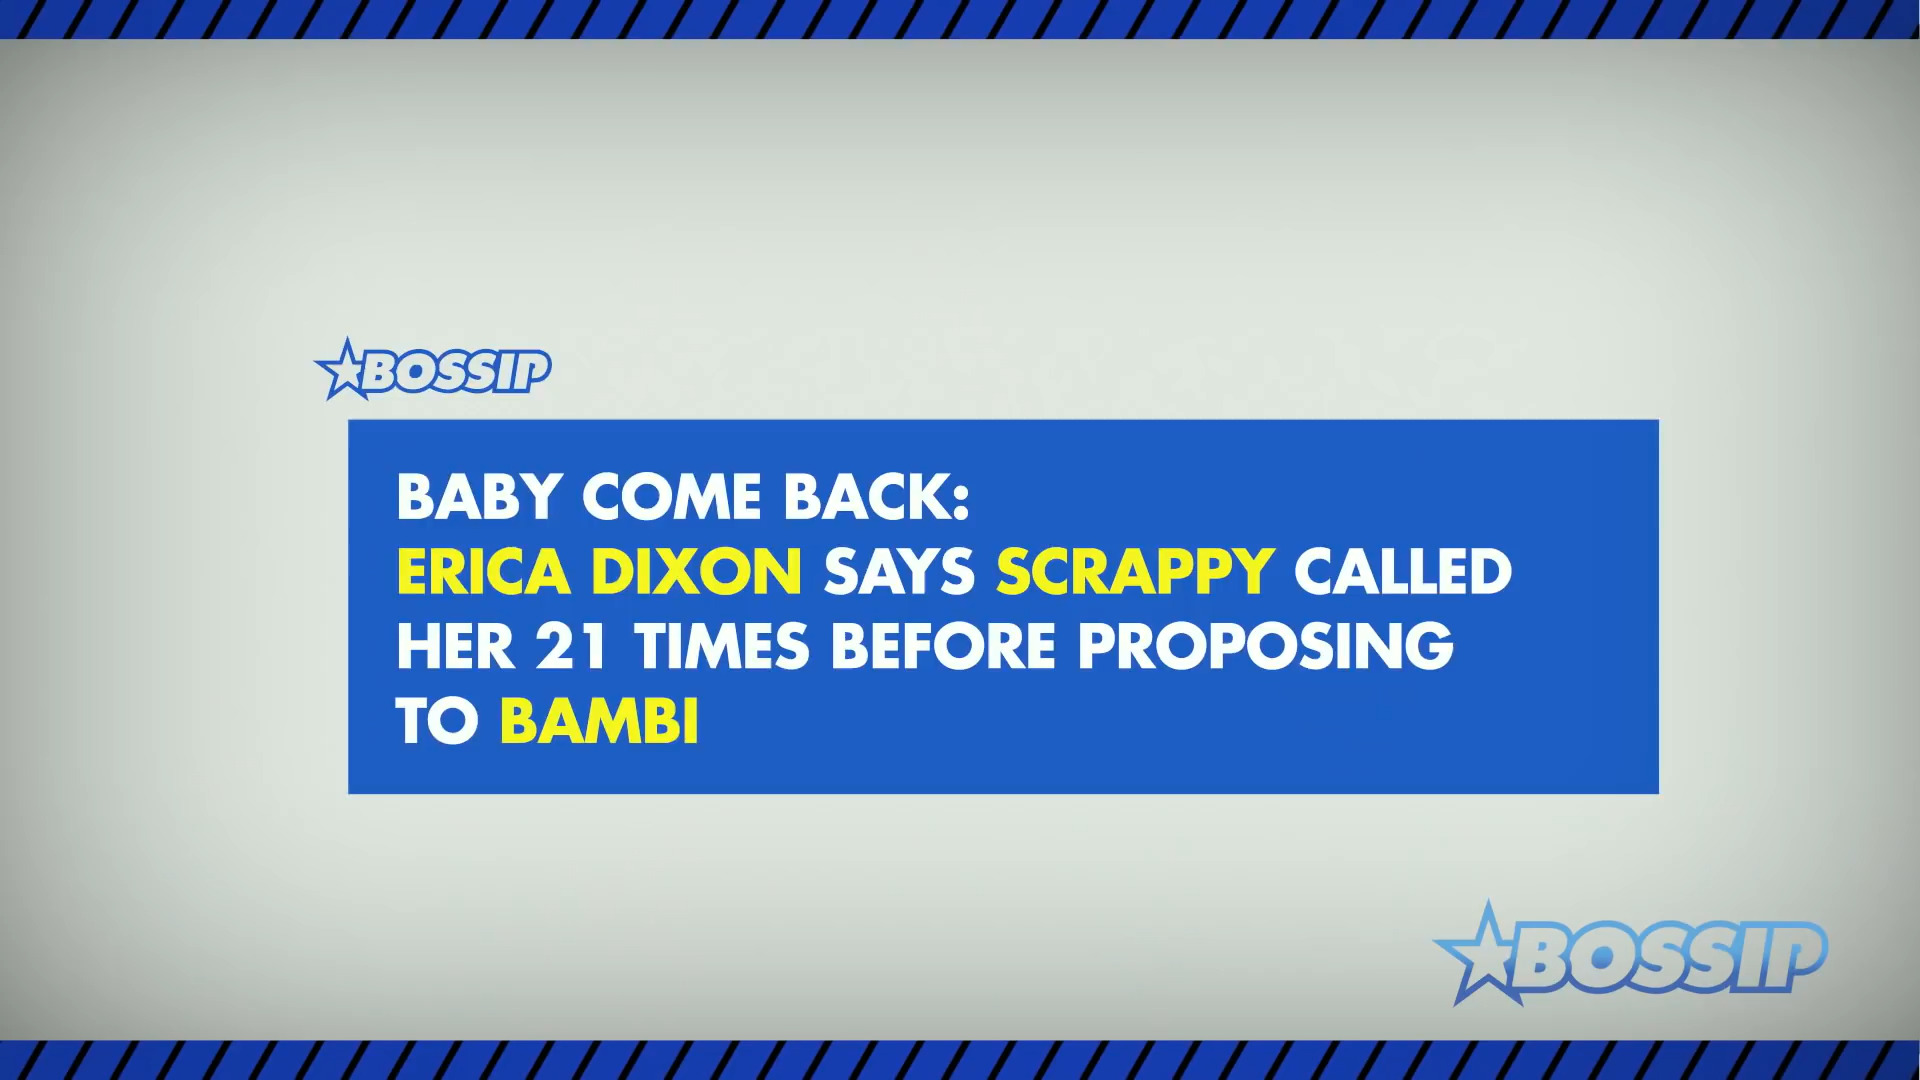 BOSSIP
BABY COME BACK:
ERICA DIXON SAYS SCRAPPY CALLED
HER 21 TIMES BEFORE PROPOSING
TO BAMBI
BOSSIP